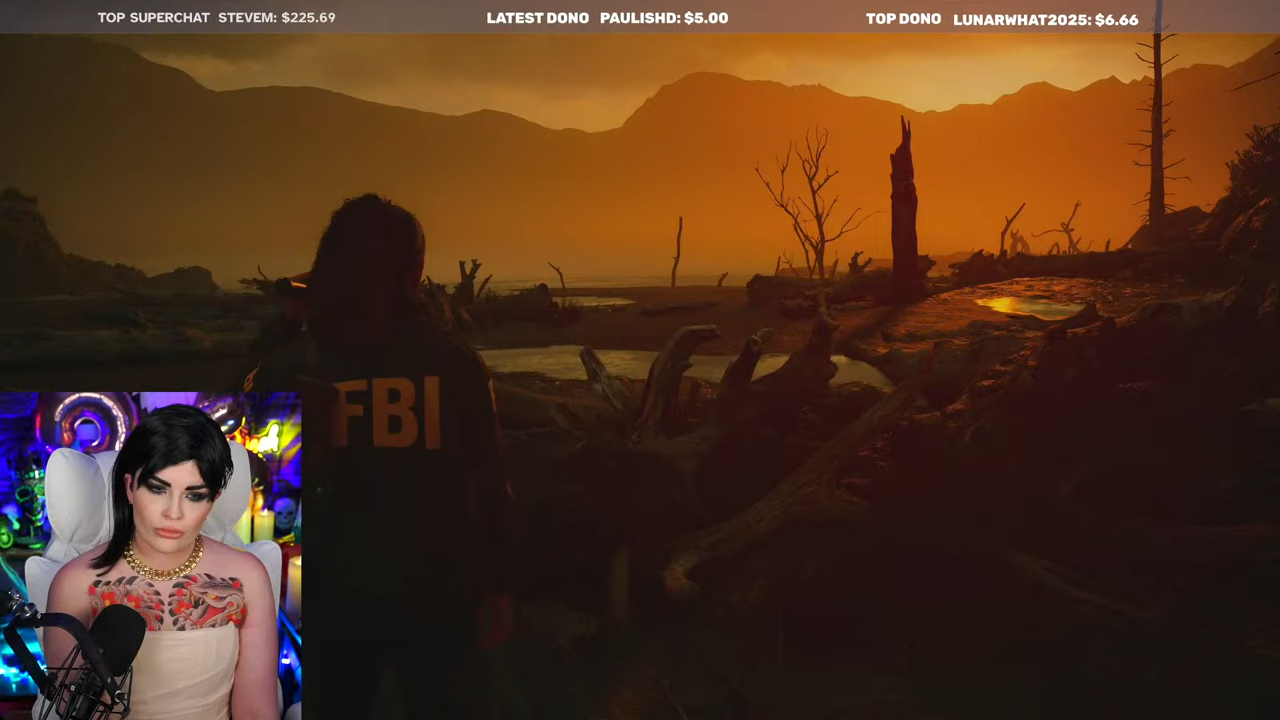 TOP SUPERCHAT STEVEM: $225.69 LATEST DONO PAULISHD: $5.00 TOP DONO LUNARWHAT2025: $6.66
FBI